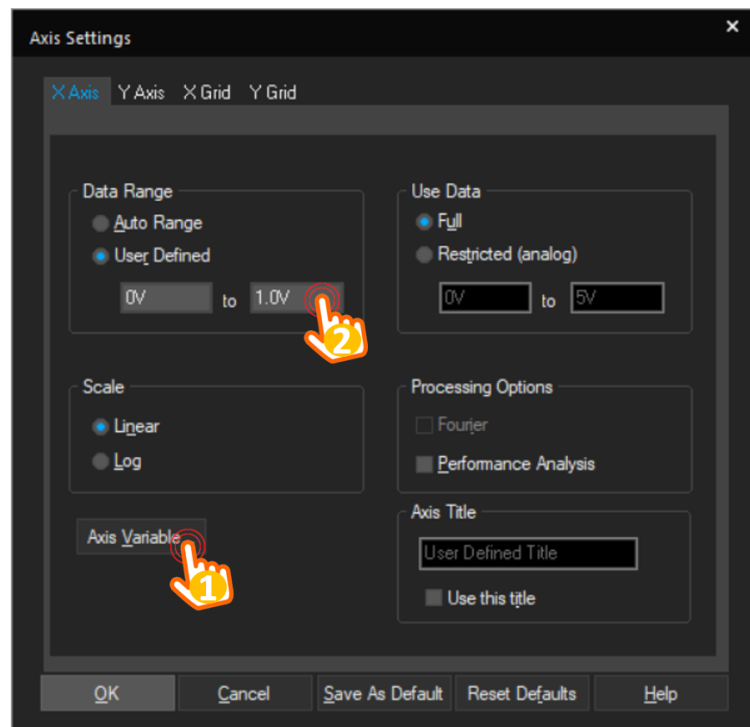 Axis Settings
X Axis Y Axis X Grid Y Grid
Data Range
Auto Range
User Defined
0V to 1.0V
2
Use Data
Full
Restricted (analog)
0V to 5V
Scale
Linear
Log
Processing Options
Fourier
Performance Analysis
Axis Variable
1
Axis Title
User Defined Title
Use this title
OK Cancel Save As Default Reset Defaults Help